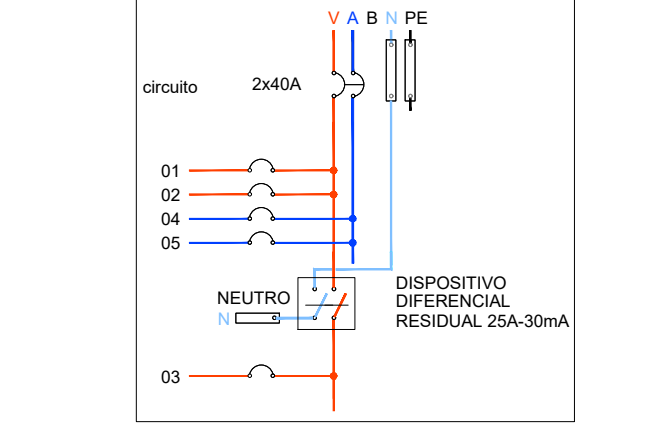 V A B N PE
circuito 2x40A
01
02
04
05
DISPOSITIVO
DIFERENCIAL
RESIDUAL 25A-30mA
NEUTRO
N
03